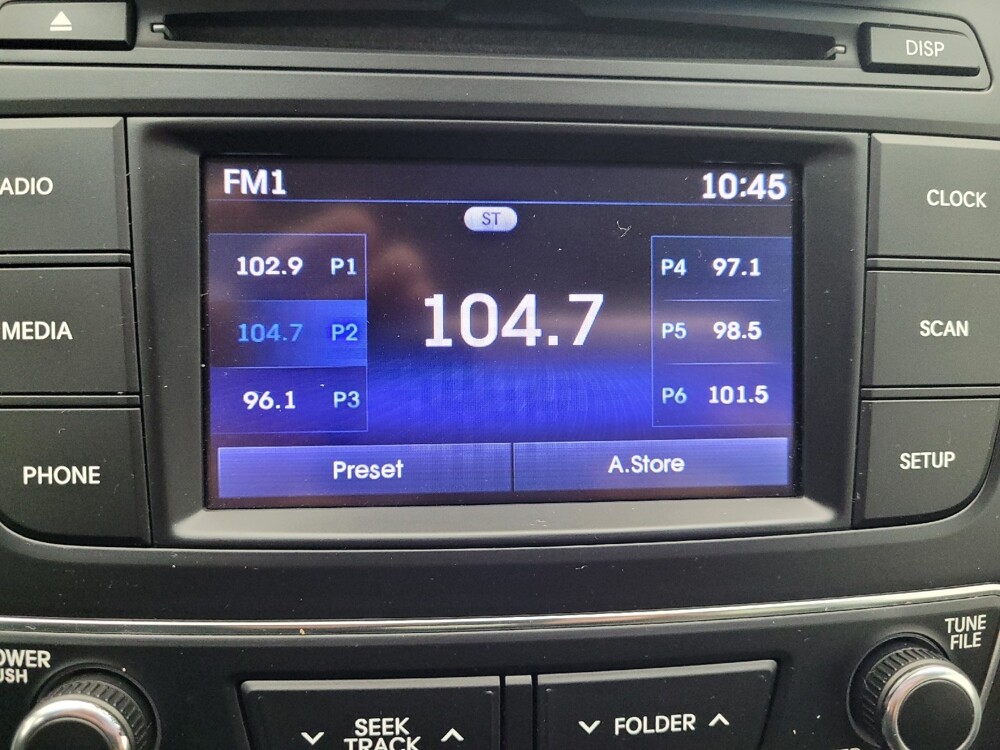 DISP
FM1 10:45
ST
102.9 P1
104.7 P2
96.1 P3
104.7
P4 97.1
P5 98.5
P6 101.5
Preset A.Store
ADIO
MEDIA
PHONE
CLOCK
SCAN
SETUP
OWER
USH
SEEK
TRACK
FOLDER
TUNE
FILE